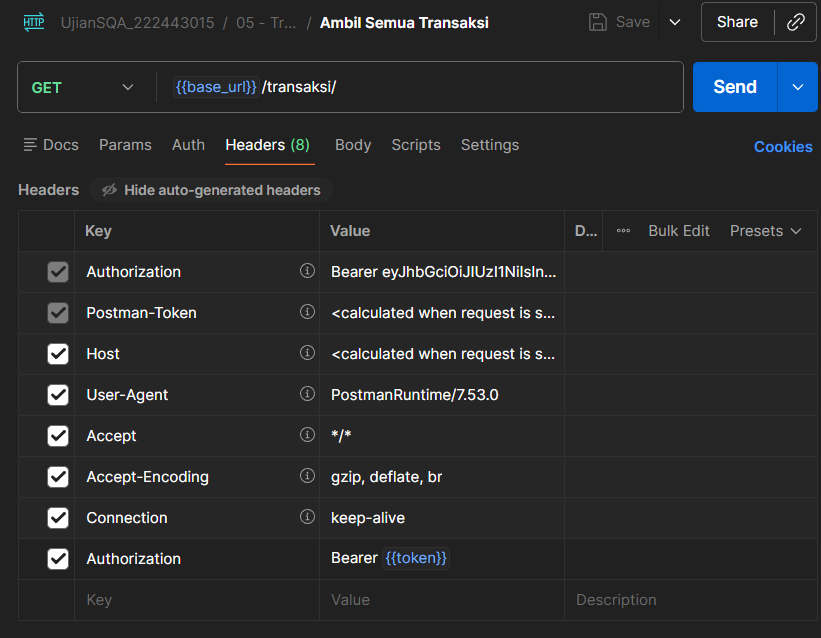 HTTP UjianSQA_222443015 / 05 - Tr... / Ambil Semua Transaksi Save Share
GET {{base_url}} /transaksi/ Send
Docs Params Auth Headers (8) Body Scripts Settings Cookies
Headers Hide auto-generated headers
Key Value D... Bulk Edit Presets
Authorization Bearer eyJhbGciOiJIUzI1NiIsIn...
Postman-Token <calculated when request is s...
Host <calculated when request is s...
User-Agent PostmanRuntime/7.53.0
Accept */*
Accept-Encoding gzip, deflate, br
Connection keep-alive
Authorization Bearer {{token}}
Key Value Description